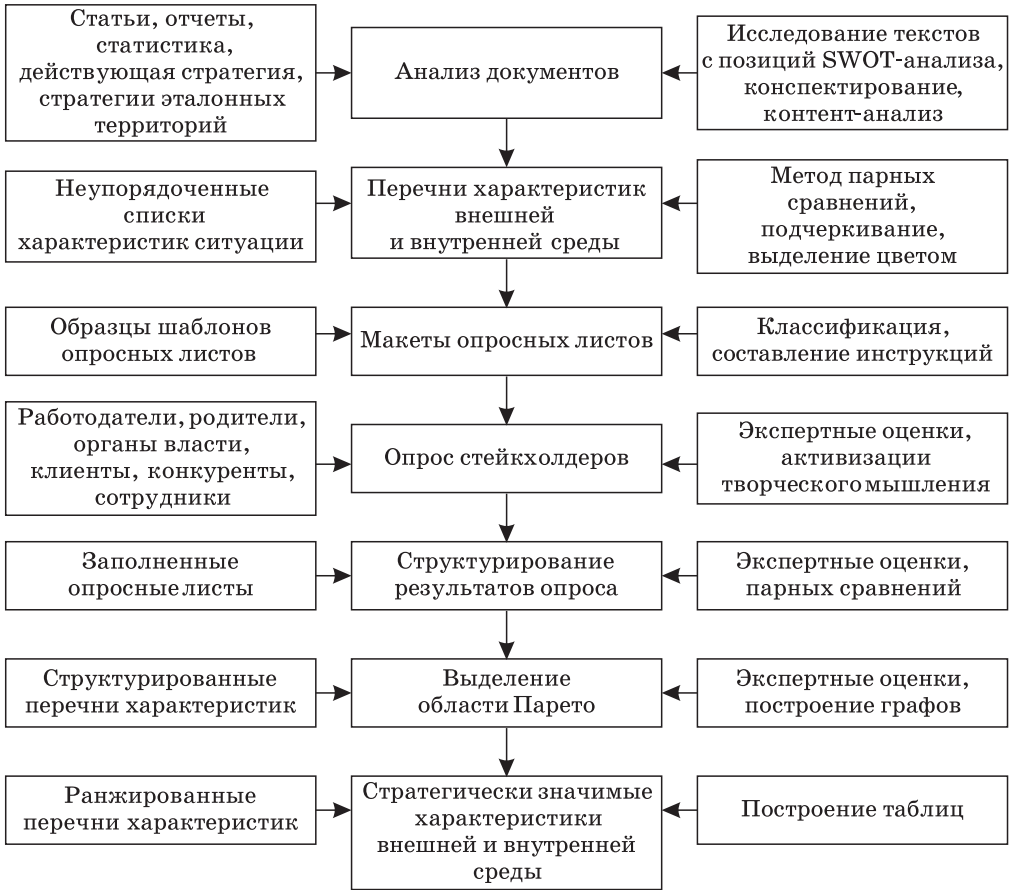 Статьи, отчеты,
статистика,
действующая стратегия,
стратегии эталонных
территорий
Анализ документов
Исследование текстов
с позиций SWOT-анализа,
конспектирование,
контент-анализ
Неупорядоченные
списки
характеристик ситуации
Перечни характеристик
внешней
и внутренней среды
Метод парных
сравнений,
подчеркивание,
выделение цветом
Образцы шаблонов
опросных листов
Макеты опросных листов
Классификация,
составление инструкций
Работодатели, родители,
органы власти,
клиенты, конкуренты,
сотрудники
Опрос стейкхолдеров
Экспертные оценки,
активизации
творческого мышления
Заполненные
опросные листы
Структурирование
результатов опроса
Экспертные оценки,
парных сравнений
Структурированные
перечни характеристик
Выделение
области Парето
Экспертные оценки,
построение графов
Ранжированные
перечни характеристик
Стратегически значимые
характеристики
внешней и внутренней
среды
Построение таблиц